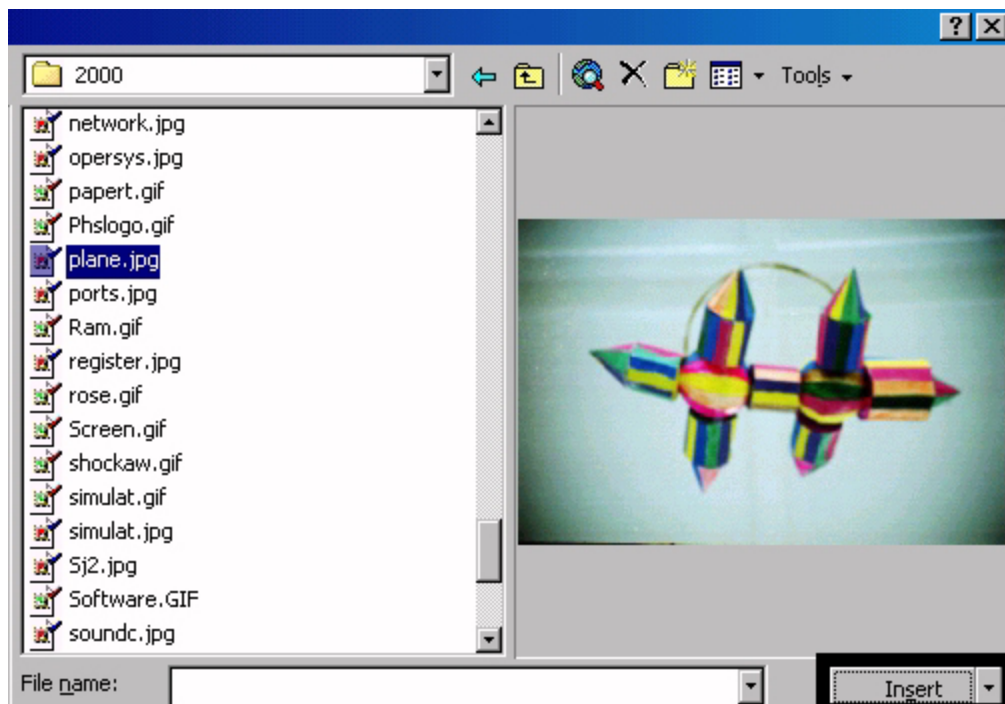 2000
Tools
network.jpg
opersys.jpg
papert.gif
Phslogo.gif
plane.jpg
ports.jpg
Ram.gif
register.jpg
rose.gif
Screen.gif
shockaw.gif
simulat.gif
simulat.jpg
Sj2.jpg
Software.GIF
soundc.jpg
File name:
Insert